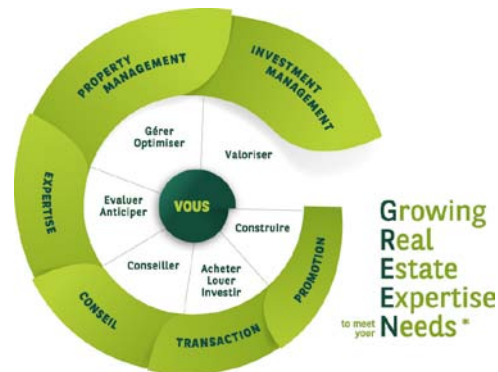 PROPERTY MANAGEMENT
INVESTMENT MANAGEMENT
Gérer
Optimiser
Valoriser
EXPERTISE
Evaluer
Anticiper
VOUS
Construire
Conseiller
Acheter
Louer
Investir
CONSEIL
TRANSACTION
PROMOTION
Growing
Real
Estate
Expertise
to meet
your Needs*